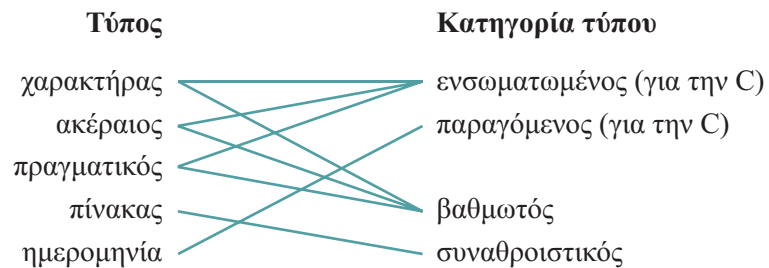 Τύπος Κατηγορία τύπου
χαρακτήρας ενσωματωμένος (για την C)
ακέραιος παραγόμενος (για την C)
πραγματικός
πίνακας βαθμωτός
ημερομηνία συναθροιστικός